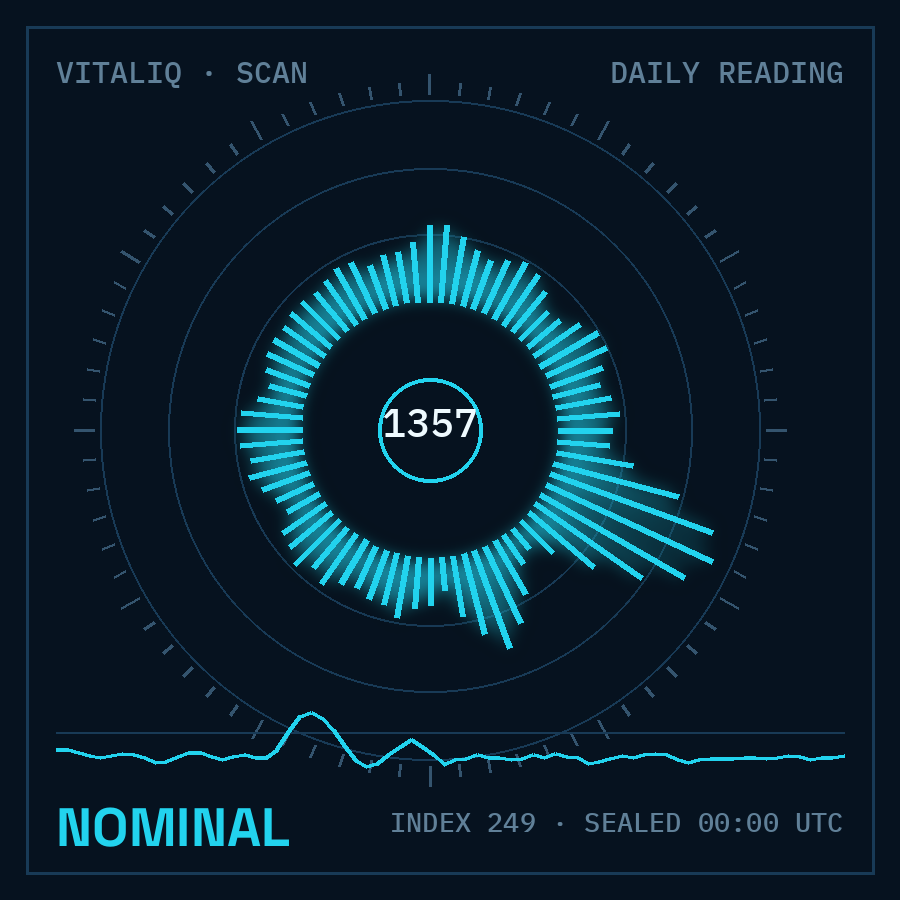 VITALIQ · SCAN
DAILY READING
1357
NOMINAL
INDEX 249 · SEALED 00:00 UTC